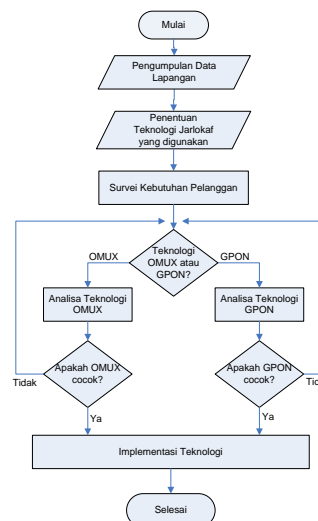 Mulai
Pengumpulan Data
Lapangan
Penentuan
Teknologi Jarlokaf
yang digunakan
Survei Kebutuhan Pelanggan
Teknologi
OMUX atau
GPON?
OMUX
GPON
Analisa Teknologi
OMUX
Analisa Teknologi
GPON
Apakah OMUX
cocok?
Apakah GPON
cocok?
Tidak
Ya
Ya
Implementasi Teknologi
Selesai